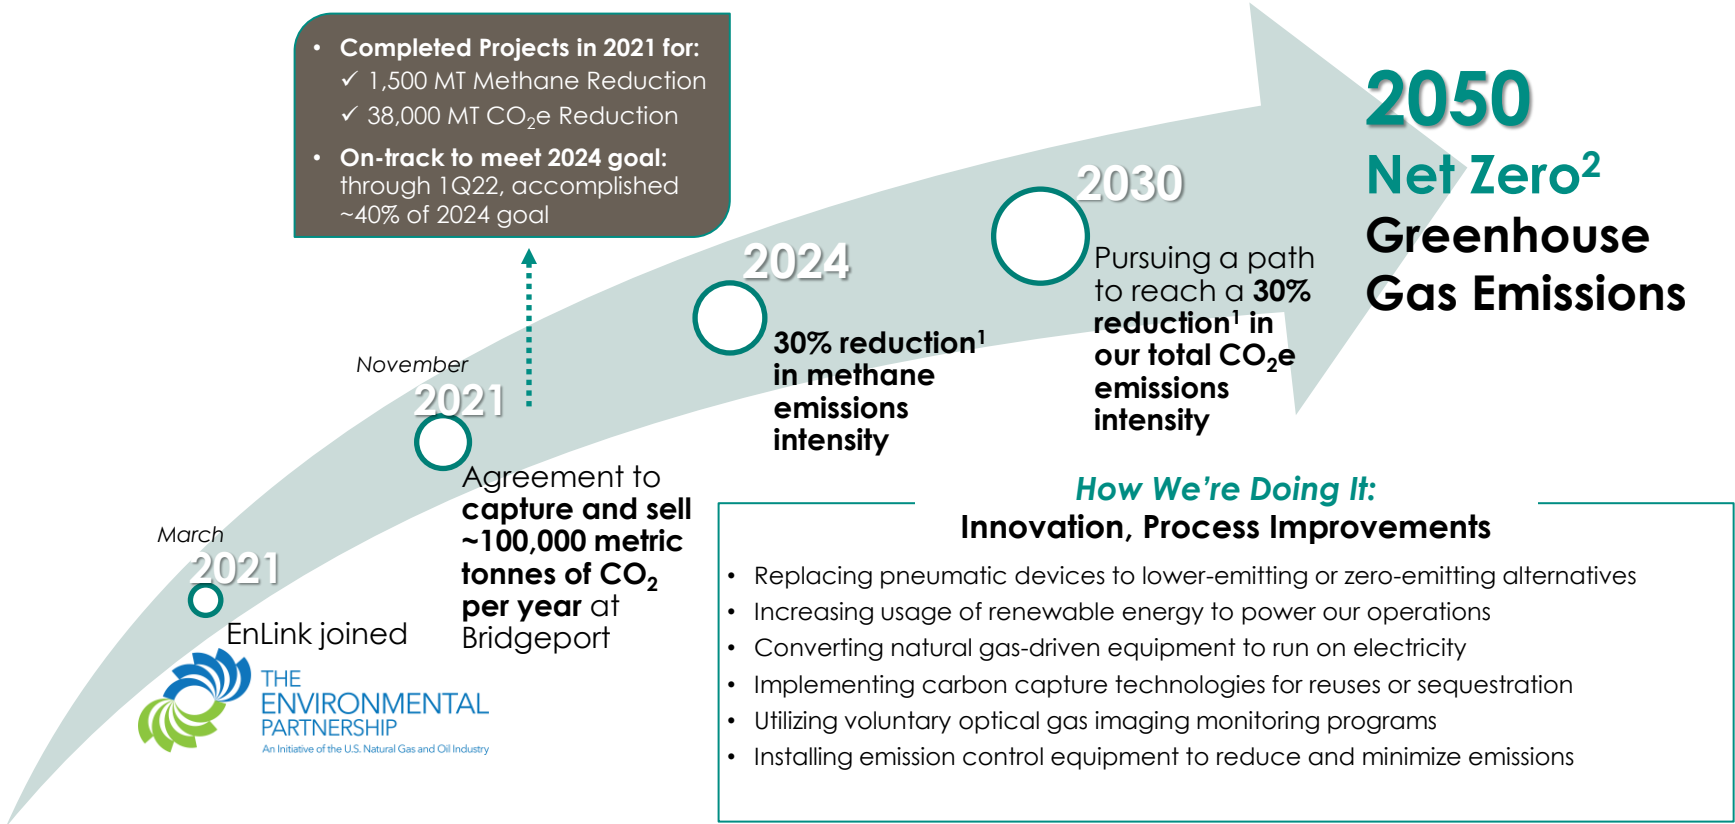 • Completed Projects in 2021 for:
✓ 1,500 MT Methane Reduction
✓ 38,000 MT CO₂e Reduction
• On-track to meet 2024 goal:
through 1Q22, accomplished
~40% of 2024 goal
March
2021
EnLink joined
THE
ENVIRONMENTAL
PARTNERSHIP
An Initiative of the U.S. Natural Gas and Oil Industry
November
2021
Agreement to
capture and sell
~100,000 metric
tonnes of CO₂
per year at
Bridgeport
2024
30% reduction¹
in methane
emissions
intensity
2030
Pursuing a path
to reach a 30%
reduction¹ in
our total CO₂e
emissions
intensity
2050
Net Zero²
Greenhouse
Gas Emissions
How We're Doing It:
Innovation, Process Improvements
• Replacing pneumatic devices to lower-emitting or zero-emitting alternatives
• Increasing usage of renewable energy to power our operations
• Converting natural gas-driven equipment to run on electricity
• Implementing carbon capture technologies for reuses or sequestration
• Utilizing voluntary optical gas imaging monitoring programs
• Installing emission control equipment to reduce and minimize emissions